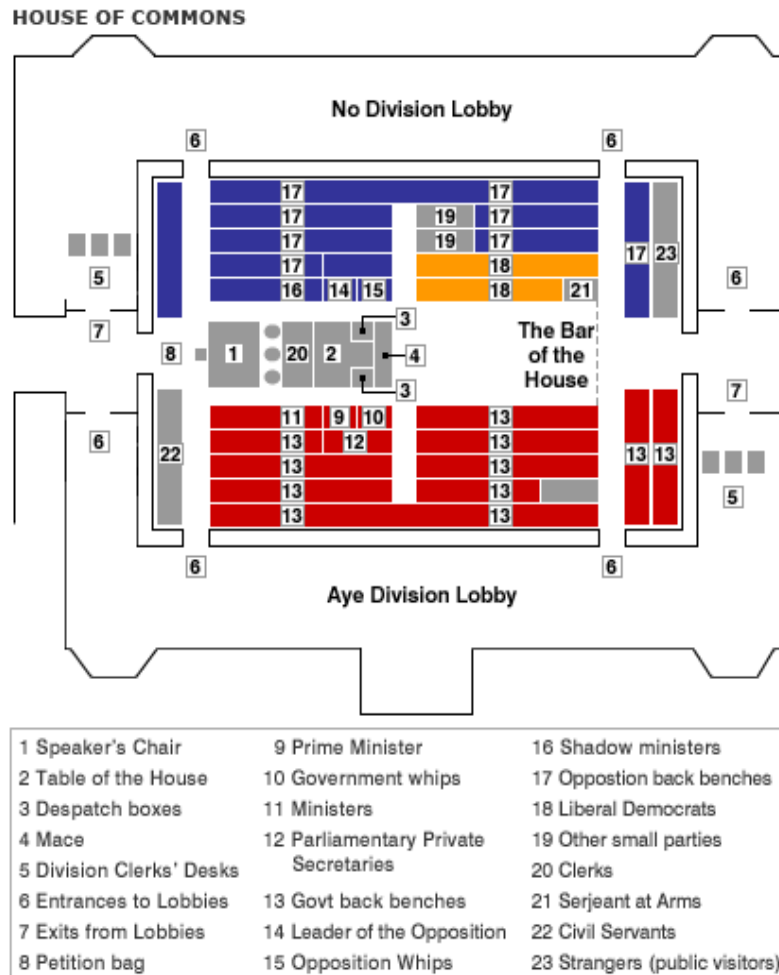 HOUSE OF COMMONS
No Division Lobby
6 6
17 17
17 19 17
17 19 17
17 18
16 14 15 18 21
17 23
5
6
7
3
8 1 20 2 4
The Bar
of the
House
3
7
6
11 9 10 13
13 12 13
22
13 13
13 13
13 13
13 13
5
6 6
Aye Division Lobby
1 Speaker's Chair
2 Table of the House
3 Despatch boxes
4 Mace
5 Division Clerks' Desks
6 Entrances to Lobbies
7 Exits from Lobbies
8 Petition bag
9 Prime Minister
10 Government whips
11 Ministers
12 Parliamentary Private
Secretaries
13 Govt back benches
14 Leader of the Opposition
15 Opposition Whips
16 Shadow ministers
17 Oppostion back benches
18 Liberal Democrats
19 Other small parties
20 Clerks
21 Serjeant at Arms
22 Civil Servants
23 Strangers (public visitors)